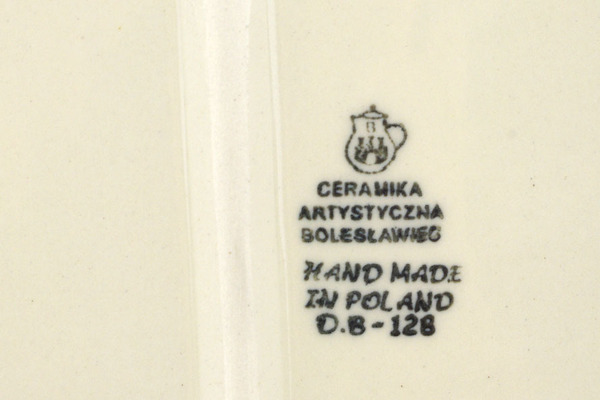 B
CERAMIKA
ARTYSTYCZNA
BOLESŁAWIEC
HAND MADE
IN POLAND
D.B-128